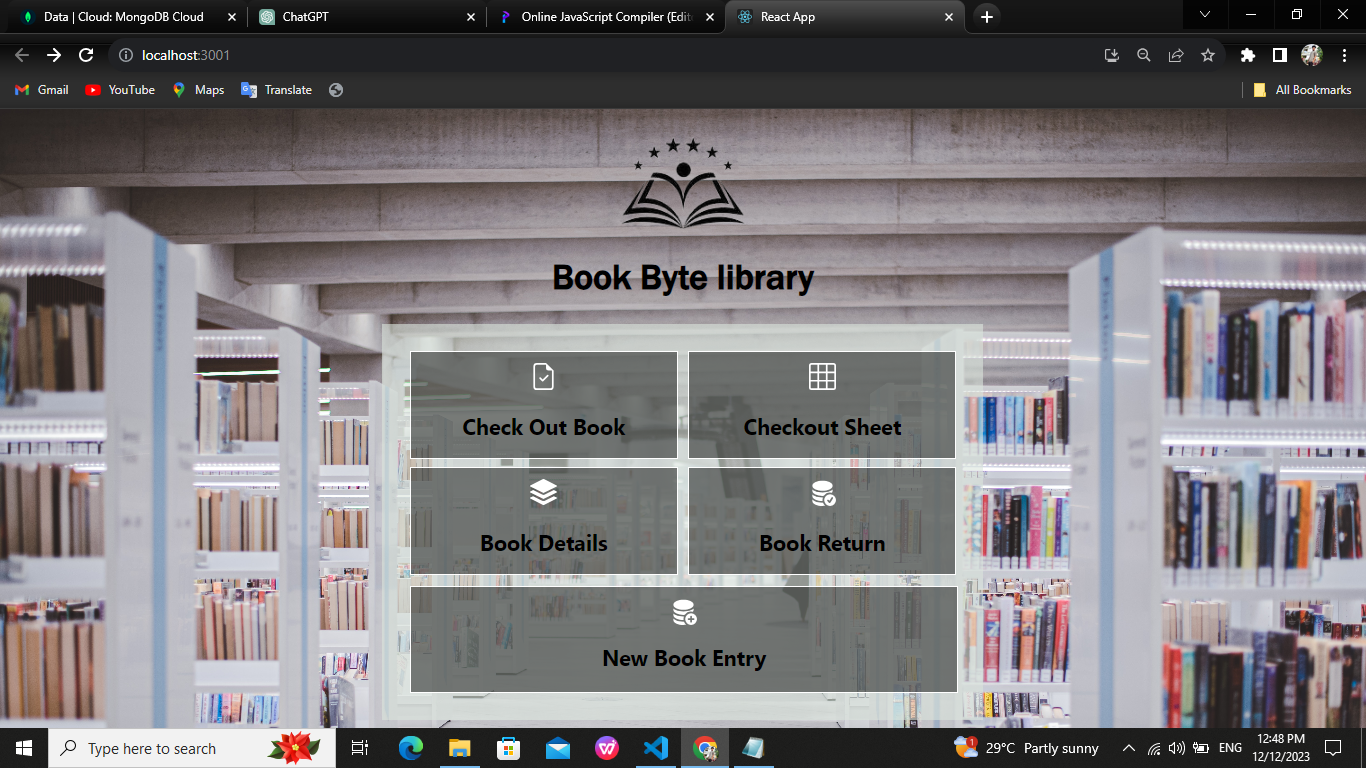 Data | Cloud: MongoDB Cloud
ChatGPT
Online JavaScript Compiler (Edit
React App
localhost:3001
Gmail
YouTube
Maps
Translate
All Bookmarks
Book Byte library
Check Out Book
Checkout Sheet
Book Details
Book Return
New Book Entry
Type here to search
1
29°C Partly sunny
ENG
12:48 PM
12/12/2023